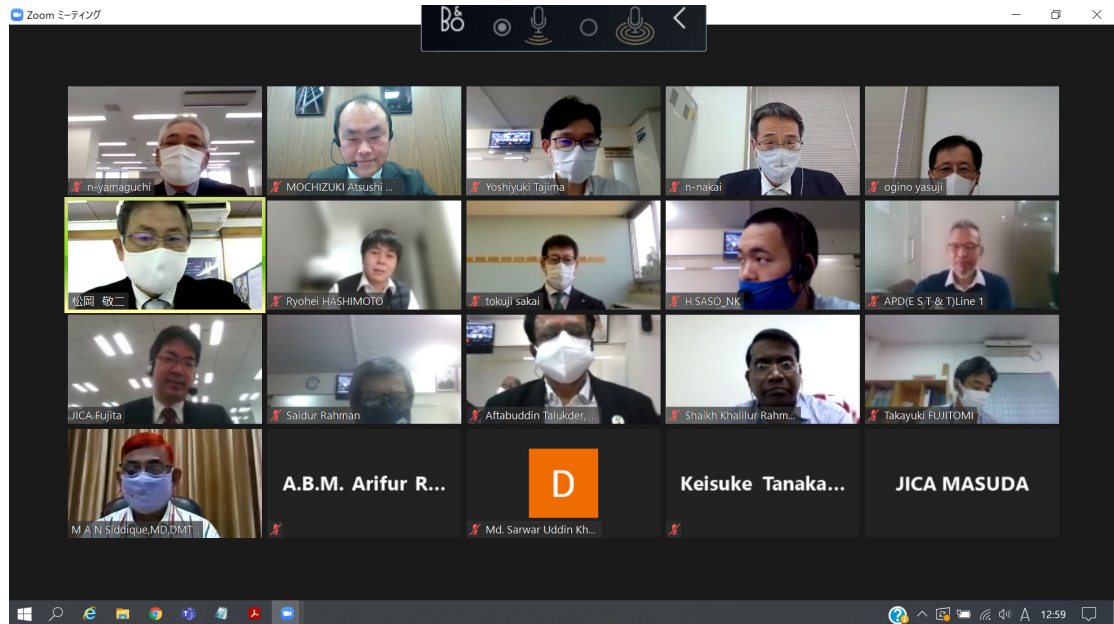 Zoom ミーティング
B&O
n-yamaguchi
MOCHIZUKI Atsushi ...
Yoshiyuki Tajima
n-nakai
ogino yasuji
松岡 敬二
Ryohei HASHIMOTO
tokuji sakai
H.SASO_NK
APD(E S T & T)Line 1
JICA Fujita
Saidur Rahman
Aftabuddin Talukder, ...
Shaikh Khalilur Rahm...
Takayuki FUJITOMI
M A N Siddique,MD,DMT...
A.B.M. Arifur R...
D
Md. Sarwar Uddin Kh...
Keisuke Tanaka...
JICA MASUDA
A
12:59